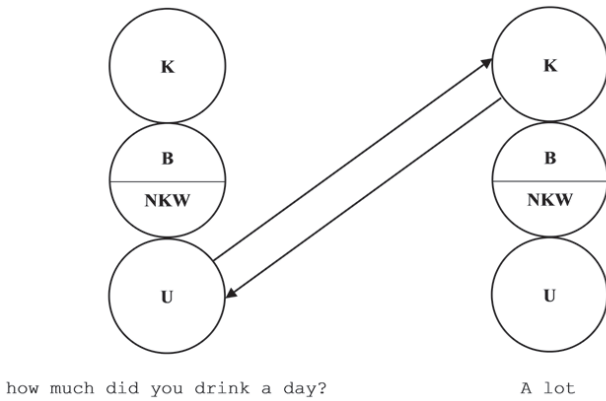 K K
B B
NKW NKW
U U
how much did you drink a day? A lot